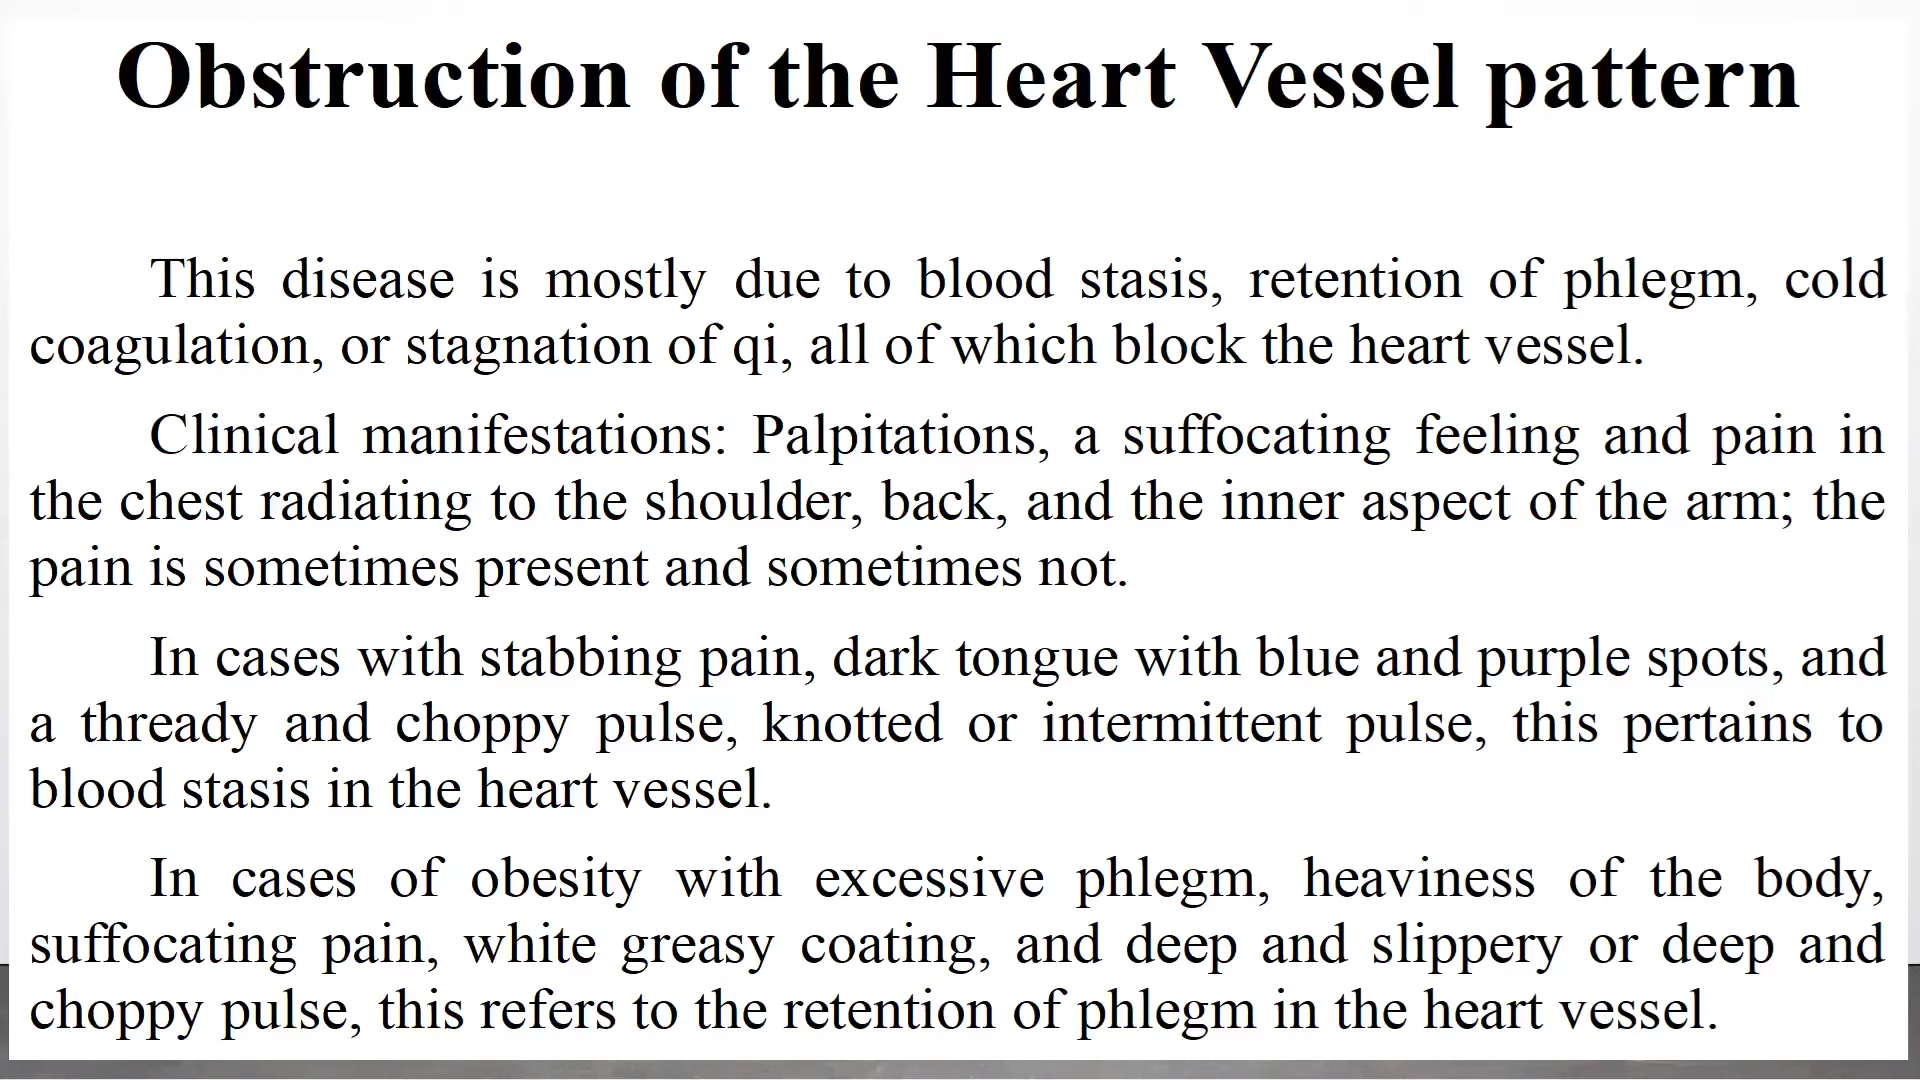 Obstruction of the Heart Vessel pattern
This disease is mostly due to blood stasis, retention of phlegm, cold
coagulation, or stagnation of qi, all of which block the heart vessel.
Clinical manifestations: Palpitations, a suffocating feeling and pain in
the chest radiating to the shoulder, back, and the inner aspect of the arm; the
pain is sometimes present and sometimes not.
In cases with stabbing pain, dark tongue with blue and purple spots, and
a thready and choppy pulse, knotted or intermittent pulse, this pertains to
blood stasis in the heart vessel.
In cases of obesity with excessive phlegm, heaviness of the body,
suffocating pain, white greasy coating, and deep and slippery or deep and
choppy pulse, this refers to the retention of phlegm in the heart vessel.